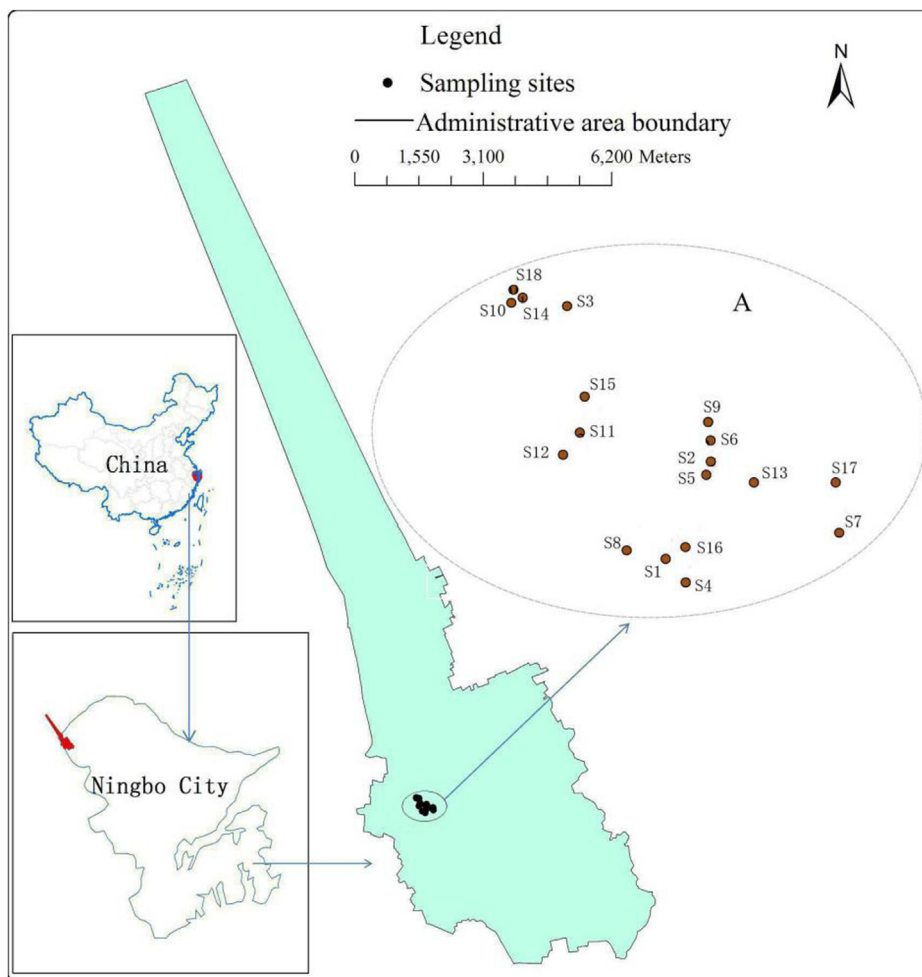 Legend
N
Sampling sites
Administrative area boundary
0 1,550 3,100 6,200 Meters
A
S18
S10 S14 S3
S15
S9
S11 S6
S12 S2
S5 S13 S17
S7
S8 S16
S1
S4
China
Ningbo City